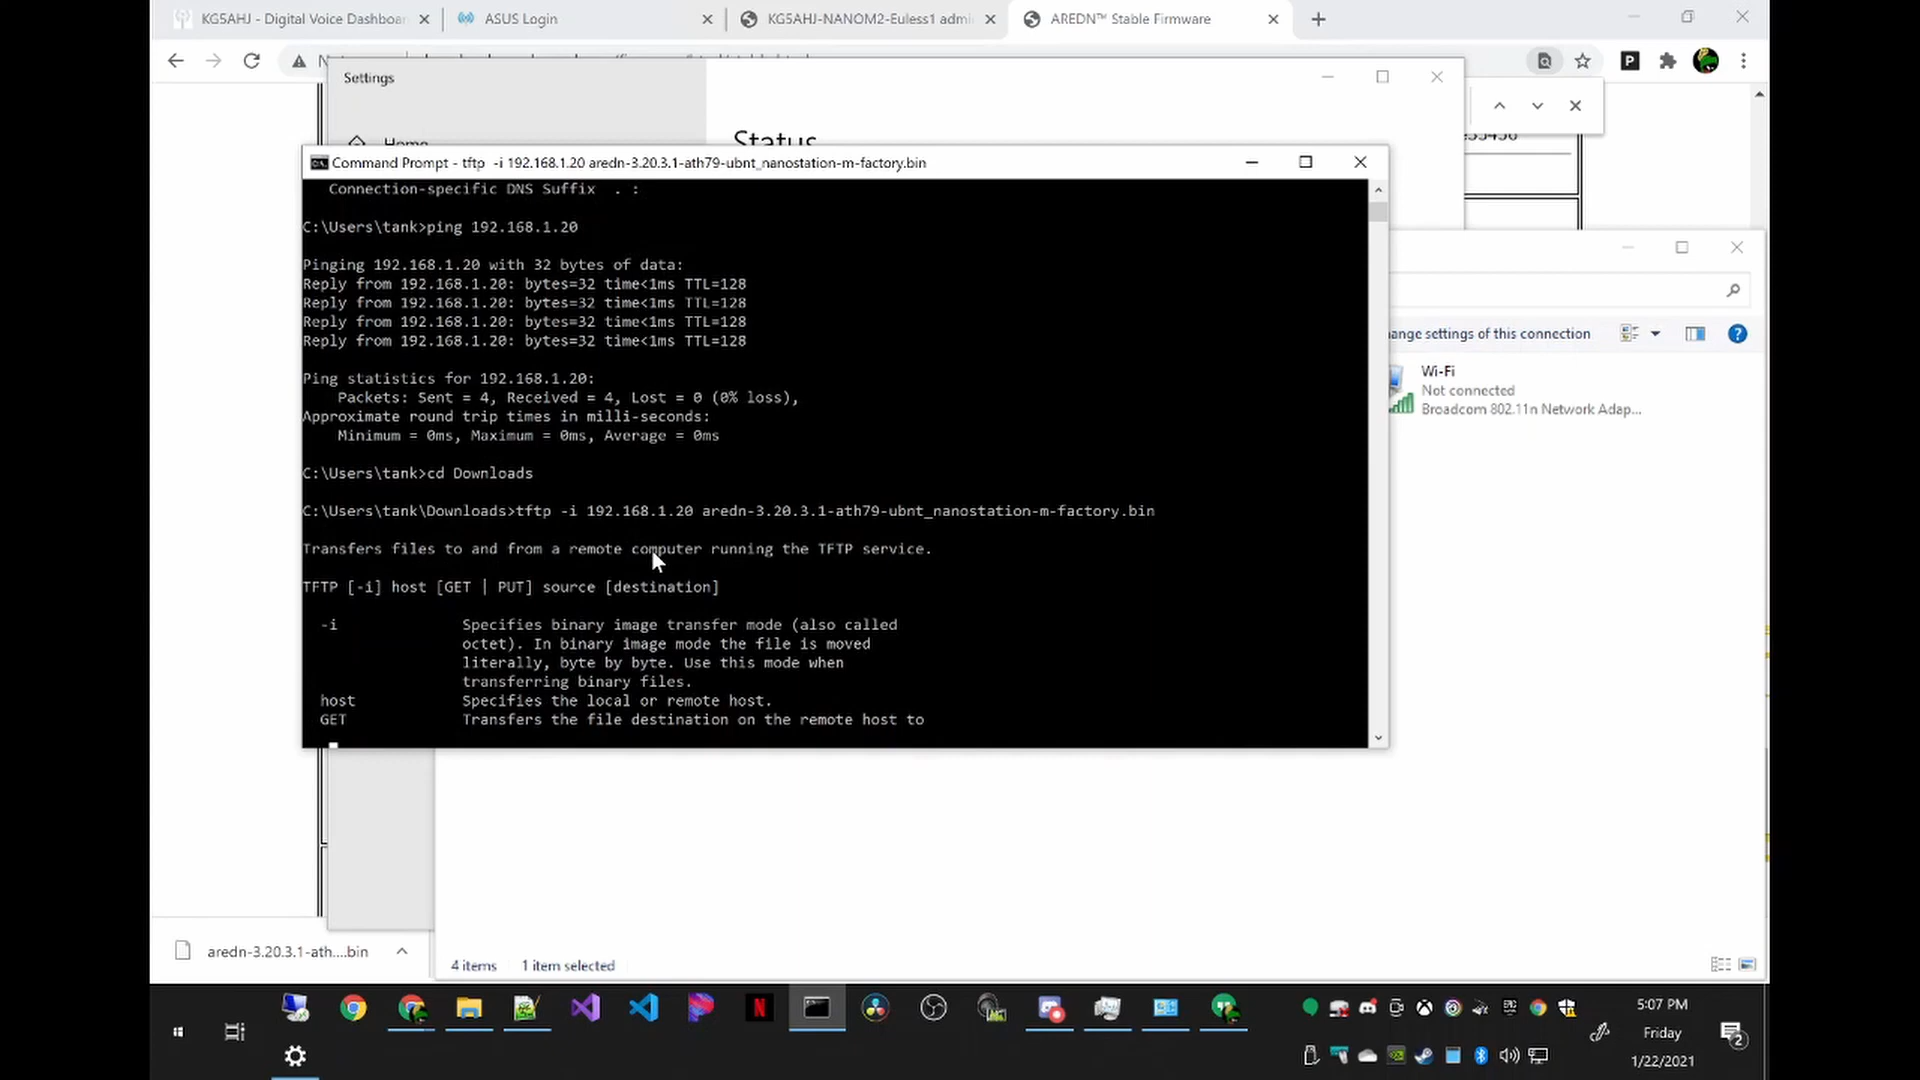 KG5AHJ - Digital Voice Dashboar
ASUS Login
KG5AHJ-NANOM2-Euless1 admi
AREDN™ Stable Firmware
Settings
Home
Status
Command Prompt - tftp -i 192.168.1.20 aredn-3.20.3.1-ath79-ubnt_nanostation-m-factory.bin
Connection-specific DNS Suffix . :
C:\Users\tank>ping 192.168.1.20
Pinging 192.168.1.20 with 32 bytes of data:
Reply from 192.168.1.20: bytes=32 time<1ms TTL=128
Reply from 192.168.1.20: bytes=32 time<1ms TTL=128
Reply from 192.168.1.20: bytes=32 time<1ms TTL=128
Reply from 192.168.1.20: bytes=32 time<1ms TTL=128
Ping statistics for 192.168.1.20:
Packets: Sent = 4, Received = 4, Lost = 0 (0% loss),
Approximate round trip times in milli-seconds:
Minimum = 0ms, Maximum = 0ms, Average = 0ms
C:\Users\tank>cd Downloads
C:\Users\tank\Downloads>tftp -i 192.168.1.20 aredn-3.20.3.1-ath79-ubnt_nanostation-m-factory.bin
Transfers files to and from a remote computer running the TFTP service.
TFTP [-i] host [GET | PUT] source [destination]
-i Specifies binary image transfer mode (also called
octet). In binary image mode the file is moved
literally, byte by byte. Use this mode when
transferring binary files.
host Specifies the local or remote host.
GET Transfers the file destination on the remote host to
ange settings of this connection
Wi-Fi
Not connected
Broadcom 802.11n Network Adap...
aredn-3.20.3.1-ath....bin
4 items 1 item selected
5:07 PM
Friday
1/22/2021
2